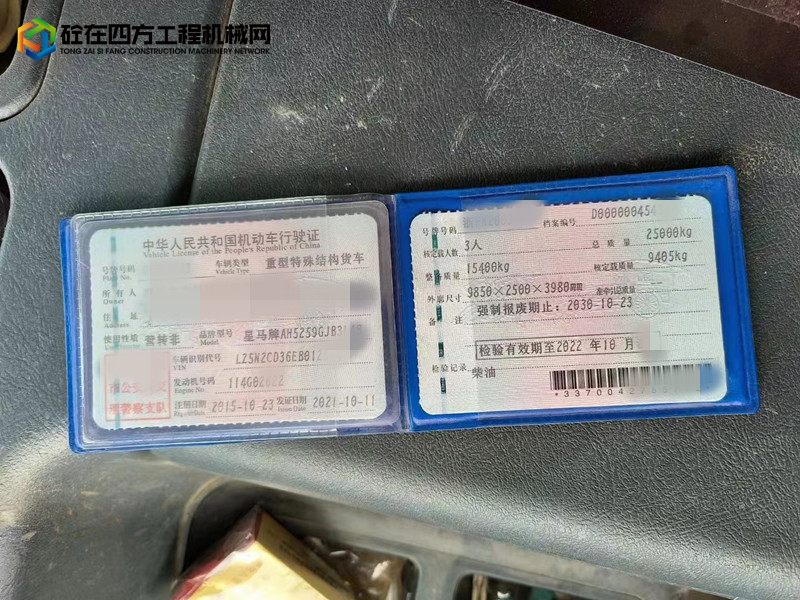 砼在四方工程机械网
TONG ZAI SI FANG CONSTRUCTION MACHINERY NETWORK
中华人民共和国机动车行驶证
Vehicle License of the People's Republic of China
号牌号码
Plate No.
车辆类型
Vehicle Type
重型特殊结构货车
所有人
Owner
住
Address
使用性质
营转非
品牌型号
Model
星马牌AH5259GJB3
车辆识别代号
VIN
LZ5N2CD36EB012
发动机号码
Engine No.
114G02022
注册日期
2015-10-23
发证日期
Issue Date
2021-10-11
号牌号码
档案编号
D000000454
核定载人数
3人
总质量
25000kg
整备质量
15400kg
核定载质量
9405kg
外廓尺寸
9850×2500×3980mm
准牵引总质量
--
备注
强制报废期止：2030-10-23
检验有效期至2022 年10 月
检验记录
柴油
*3370042